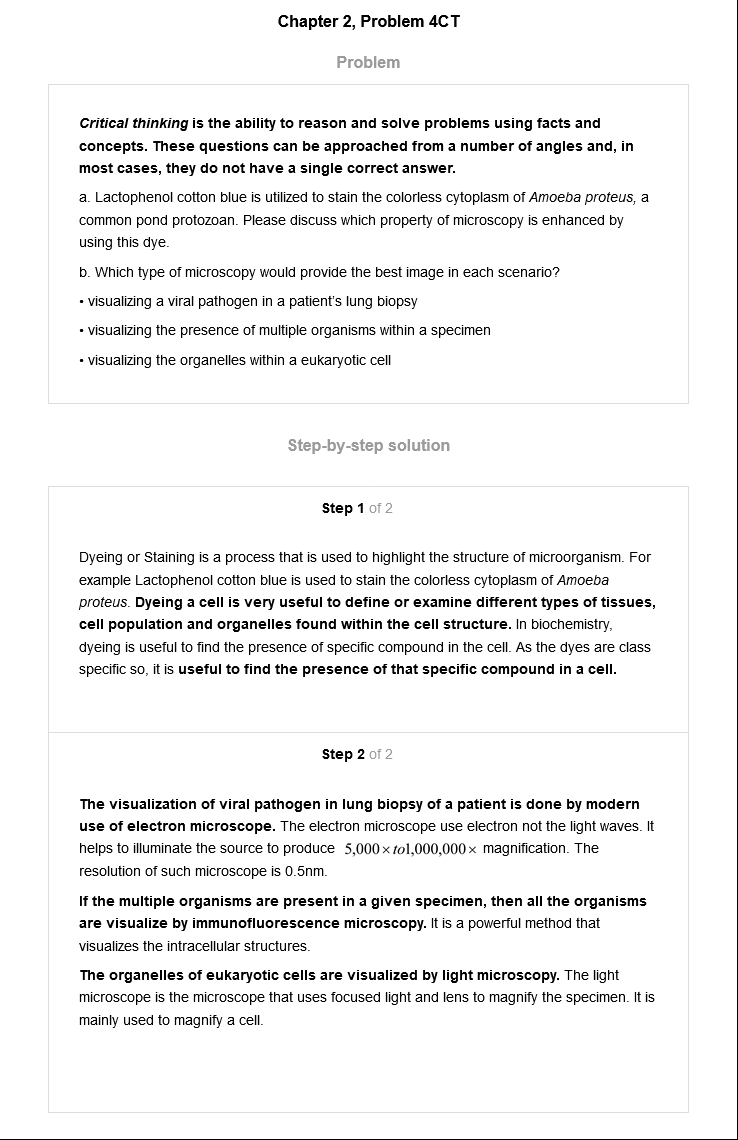 Chapter 2, Problem 4CT
Problem
Critical thinking is the ability to reason and solve problems using facts and
concepts. These questions can be approached from a number of angles and, in
most cases, they do not have a single correct answer.
a. Lactophenol cotton blue is utilized to stain the colorless cytoplasm of Amoeba proteus, a
common pond protozoan. Please discuss which property of microscopy is enhanced by
using this dye.
b. Which type of microscopy would provide the best image in each scenario?
• visualizing a viral pathogen in a patient's lung biopsy
• visualizing the presence of multiple organisms within a specimen
• visualizing the organelles within a eukaryotic cell
Step-by-step solution
Step 1 of 2
Dyeing or Staining is a process that is used to highlight the structure of microorganism. For
example Lactophenol cotton blue is used to stain the colorless cytoplasm of Amoeba
proteus. Dyeing a cell is very useful to define or examine different types of tissues,
cell population and organelles found within the cell structure. In biochemistry,
dyeing is useful to find the presence of specific compound in the cell. As the dyes are class
specific so, it is useful to find the presence of that specific compound in a cell.
Step 2 of 2
The visualization of viral pathogen in lung biopsy of a patient is done by modern
use of electron microscope. The electron microscope use electron not the light waves. It
helps to illuminate the source to produce 5,000×to1,000,000× magnification. The
resolution of such microscope is 0.5nm.
If the multiple organisms are present in a given specimen, then all the organisms
are visualize by immunofluorescence microscopy. It is a powerful method that
visualizes the intracellular structures.
The organelles of eukaryotic cells are visualized by light microscopy. The light
microscope is the microscope that uses focused light and lens to magnify the specimen. It is
mainly used to magnify a cell.